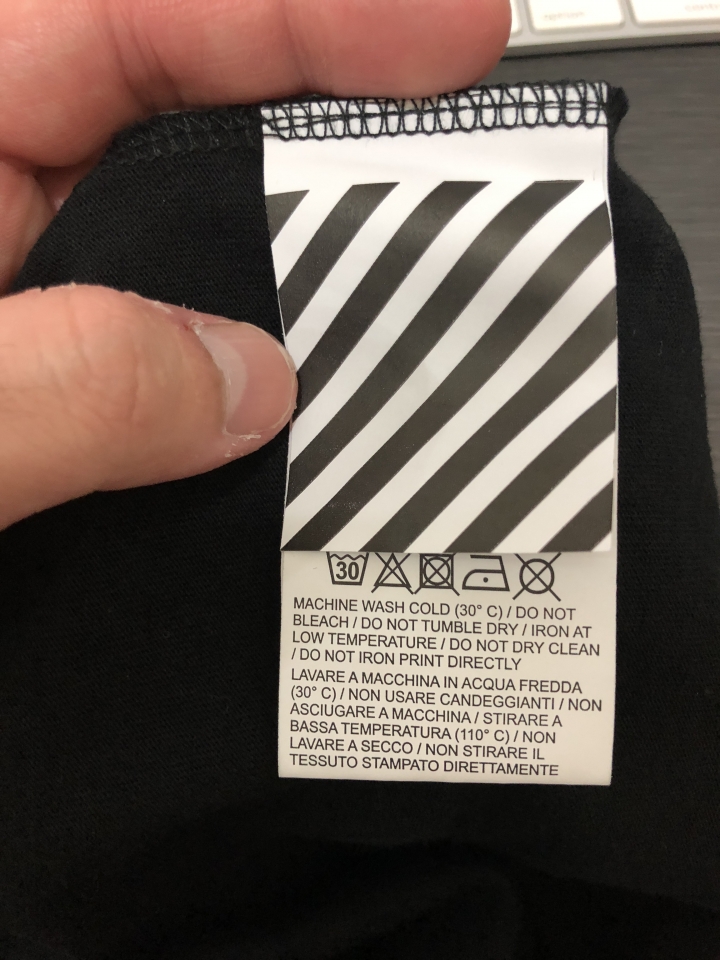 30
MACHINE WASH COLD (30° C) / DO NOT
BLEACH / DO NOT TUMBLE DRY / IRON AT
LOW TEMPERATURE / DO NOT DRY CLEAN
/ DO NOT IRON PRINT DIRECTLY
LAVARE A MACCHINA IN ACQUA FREDDA
(30° C) / NON USARE CANDEGGIANTI / NON
ASCIUGARE A MACCHINA / STIRARE A
BASSA TEMPERATURA (110° C) / NON
LAVARE A SECCO / NON STIRARE IL
TESSUTO STAMPATO DIRETTAMENTE